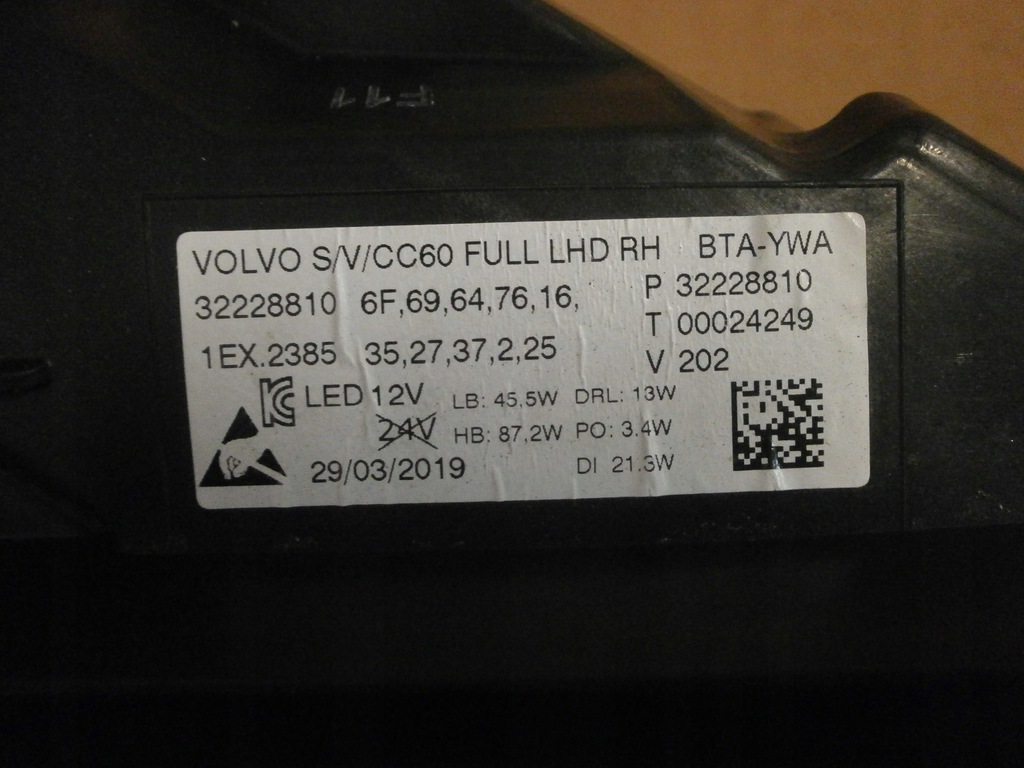 F11
VOLVO S/V/CC60 FULL LHD RH BTA-YWA
32228810 6F,69,64,76,16, P 32228810
T 00024249
1EX.2385 35,27,37,2,25 V 202
LED 12V LB: 45,5W DRL: 13W
24V HB: 87,2W PO: 3.4W
29/03/2019 DI 21.3W